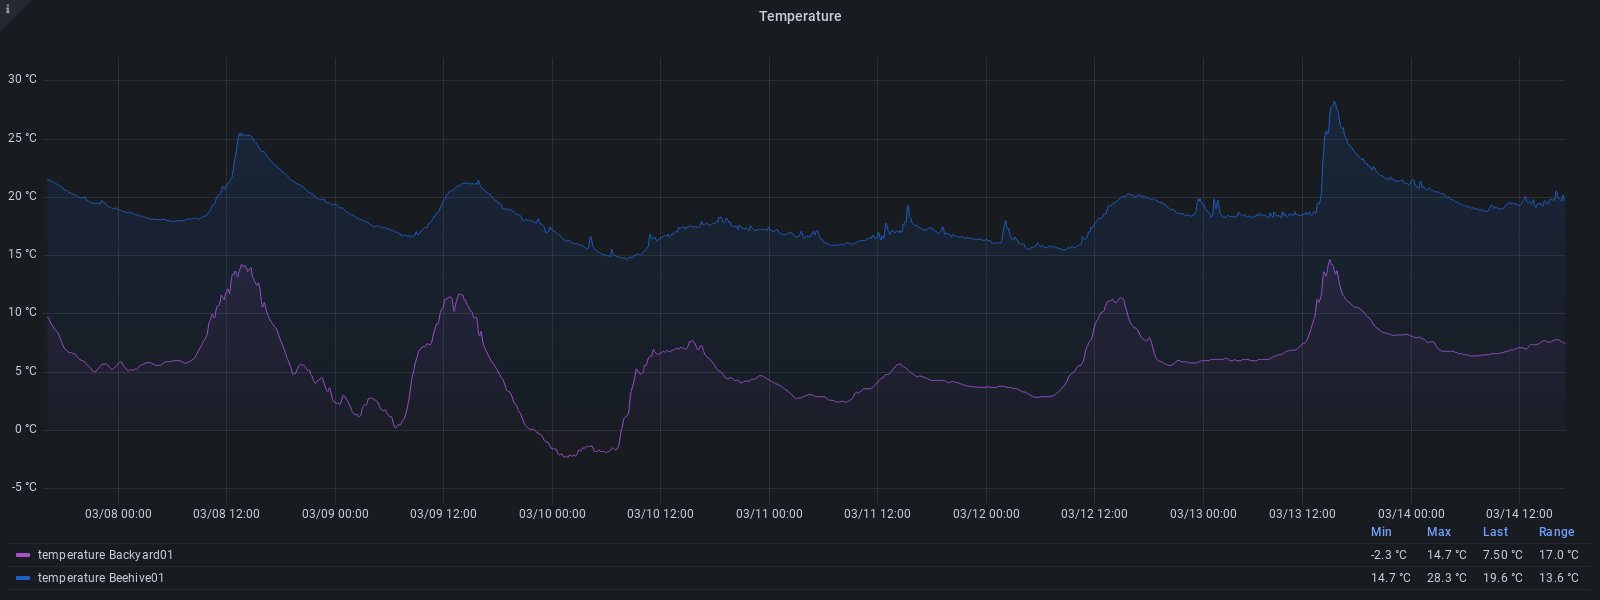 i
Temperature
30 °C
25 °C
20 °C
15 °C
10 °C
5 °C
0 °C
-5 °C
03/08 00:00 03/08 12:00 03/09 00:00 03/09 12:00 03/10 00:00 03/10 12:00 03/11 00:00 03/11 12:00 03/12 00:00 03/12 12:00 03/13 00:00 03/13 12:00 03/14 00:00 03/14 12:00
Min Max Last Range
temperature Backyard01 -2.3 °C 14.7 °C 7.50 °C 17.0 °C
temperature Beehive01 14.7 °C 28.3 °C 19.6 °C 13.6 °C